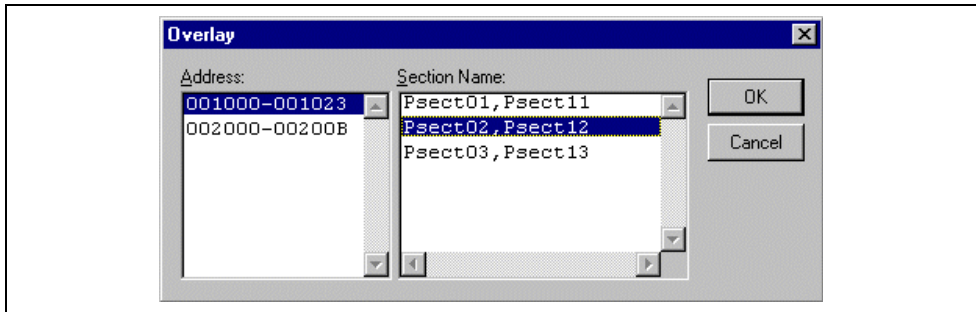 Overlay
Address:
Section Name:
OK
001000-001023
Psect01,Psect11
002000-00200B
Psect02,Psect12
Cancel
Psect03,Psect13